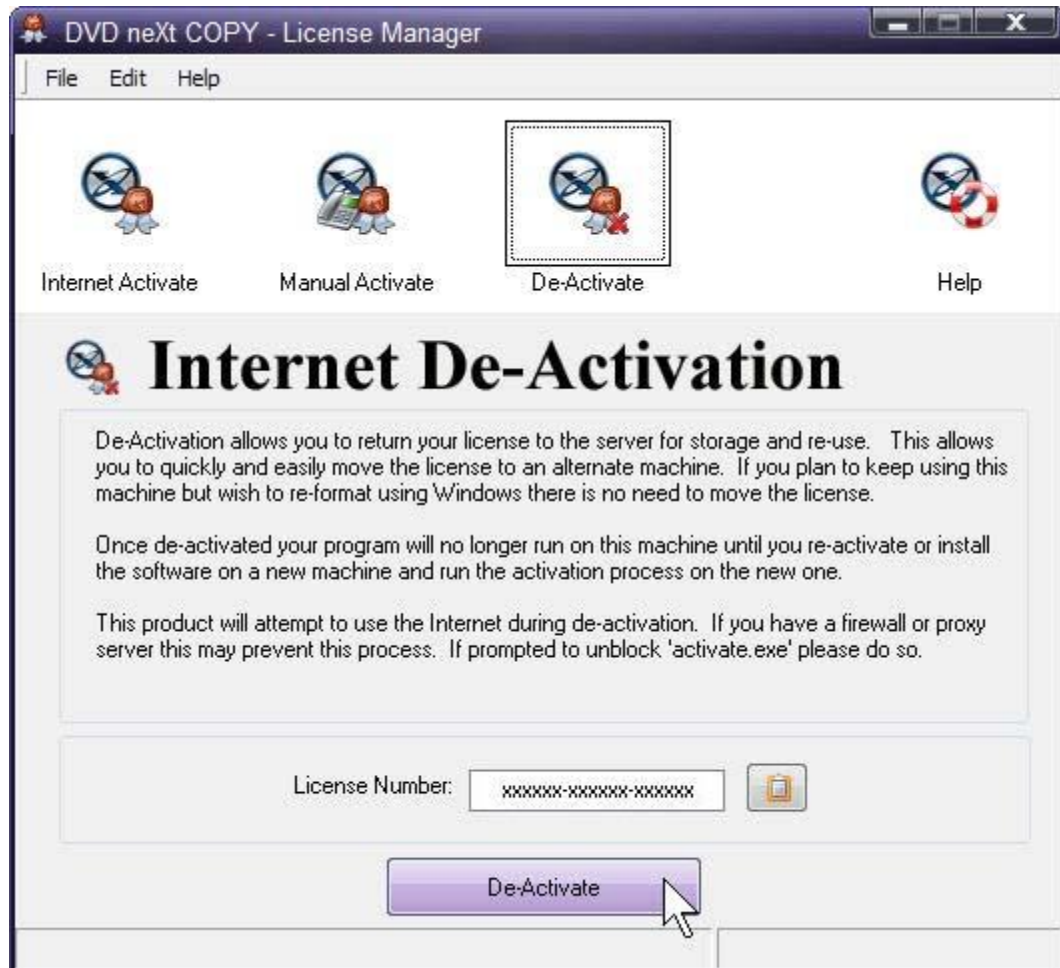 DVD neXt COPY - License Manager
File Edit Help
Internet Activate Manual Activate De-Activate Help
Internet De-Activation
De-Activation allows you to return your license to the server for storage and re-use. This allows
you to quickly and easily move the license to an alternate machine. If you plan to keep using this
machine but wish to re-format using Windows there is no need to move the license.
Once de-activated your program will no longer run on this machine until you re-activate or install
the software on a new machine and run the activation process on the new one.
This product will attempt to use the Internet during de-activation. If you have a firewall or proxy
server this may prevent this process. If prompted to unblock 'activate.exe' please do so.
License Number: xxxxxx-xxxxxx-xxxxxx
De-Activate